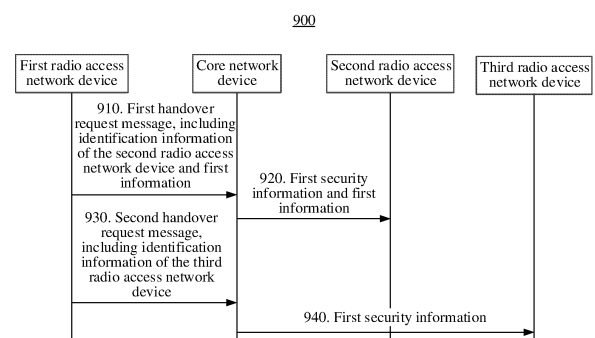 900
First radio access
network device
Core network
device
Second radio access
network device
Third radio access
network device
910. First handover
request message, including
identification information
of the second radio access
network device and first
information
920. First security
information and first
information
930. Second handover
request message,
including identification
information of the third
radio access network
device
940. First security information